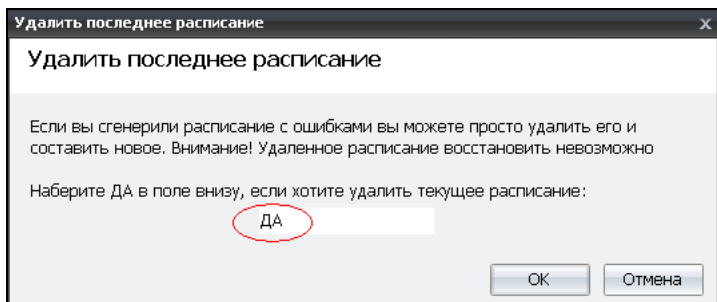 Удалить последнее расписание
Удалить последнее расписание
Если вы сгенерили расписание с ошибками вы можете просто удалить его и
составить новое. Внимание! Удаленное расписание восстановить невозможно
Наберите ДА в поле внизу, если хотите удалить текущее расписание:
ДА
OK Отмена